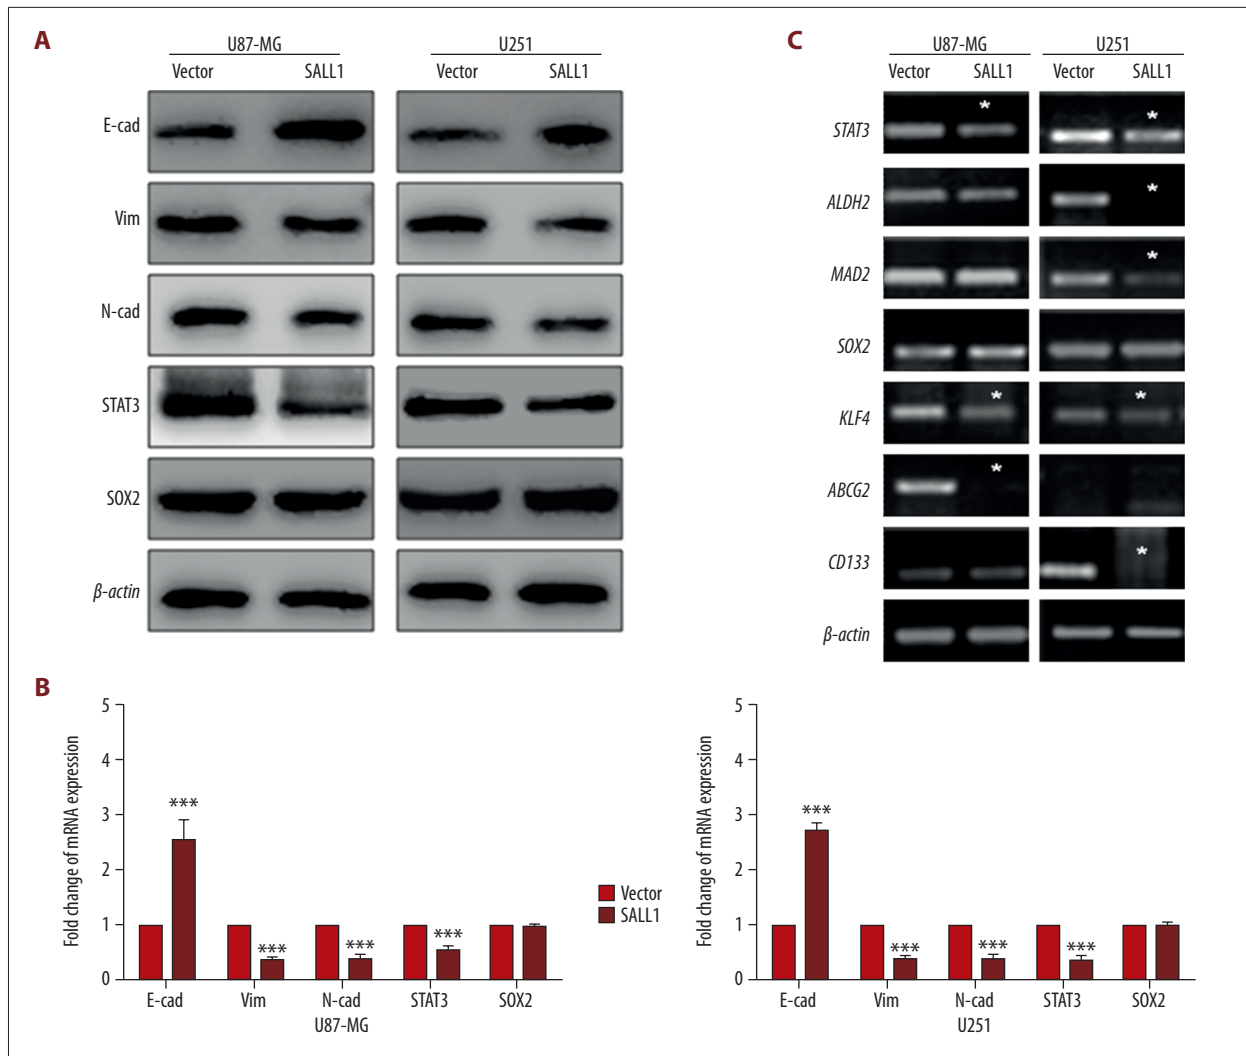 A
U87-MG
U251
Vector
SALL1
Vector
SALL1
E-cad
Vim
N-cad
STAT3
SOX2
β-actin
C
U87-MG
U251
Vector
SALL1
Vector
SALL1
STAT3
*
*
ALDH2
*
MAD2
*
SOX2
KLF4
*
*
ABCG2
*
CD133
*
β-actin
B
Fold change of mRNA expression
5
4
3
2
1
0
***
***
***
***
E-cad
Vim
N-cad
STAT3
SOX2
U87-MG
Vector
SALL1
Fold change of mRNA expression
5
4
3
2
1
0
***
***
***
***
E-cad
Vim
N-cad
STAT3
SOX2
U251